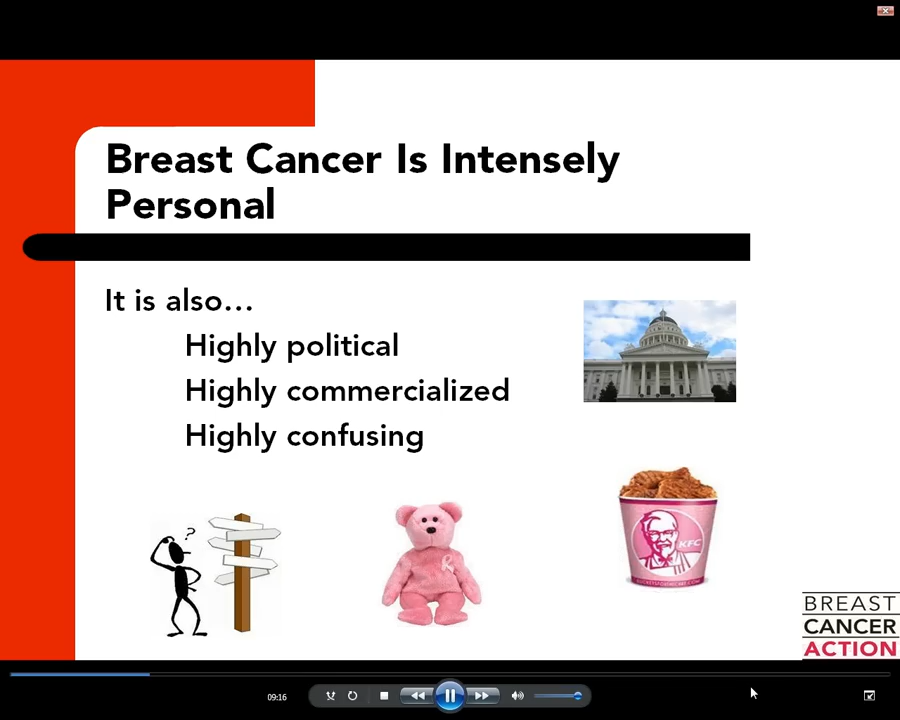 Breast Cancer Is Intensely
Personal
It is also…
Highly political
Highly commercialized
Highly confusing
?
KFC
BREAST
CANCER
ACTION
09:16